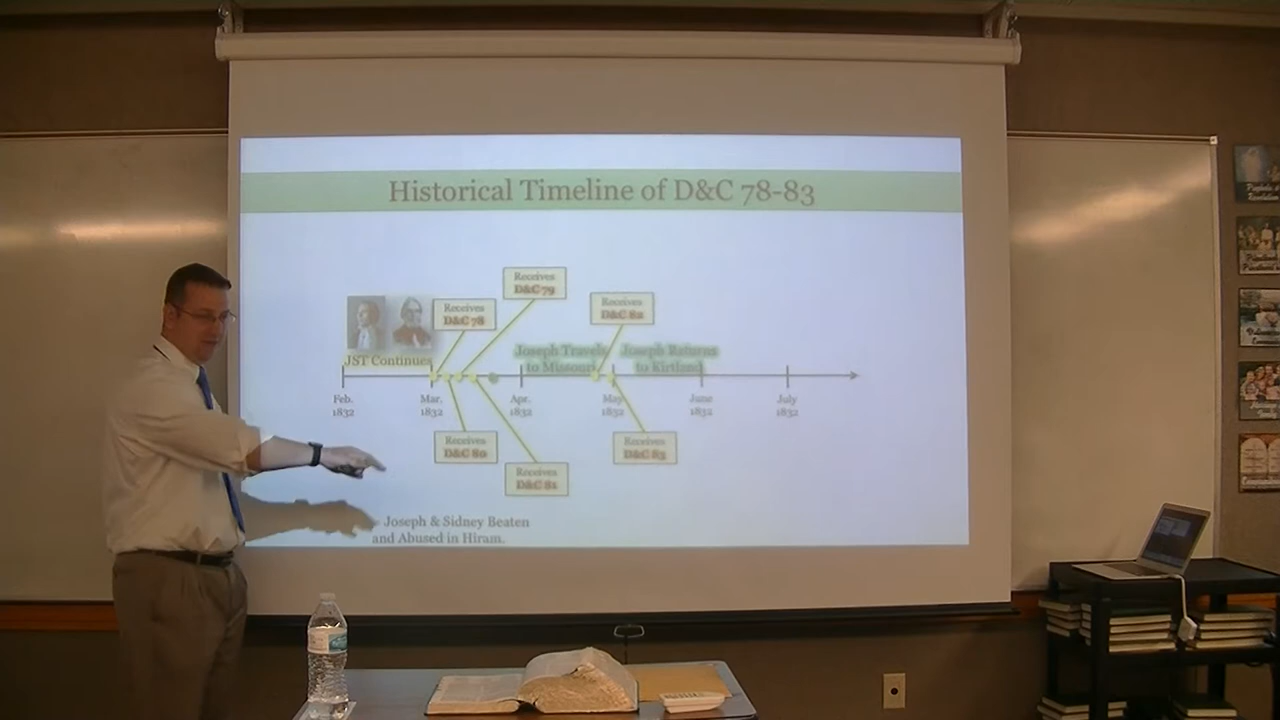 Historical Timeline of D&C 78-83
Receives
D&C 79
Receives
D&C 78
Receives
D&C 82
JST Continues
Joseph Travels
to Missouri
Joseph Returns
to Kirtland
Feb.
1832
Mar.
1832
Apr.
1832
May
1832
June
1832
July
1832
Receives
D&C 80
Receives
D&C 81
Receives
D&C 83
- Joseph & Sidney Beaten
and Abused in Hiram.